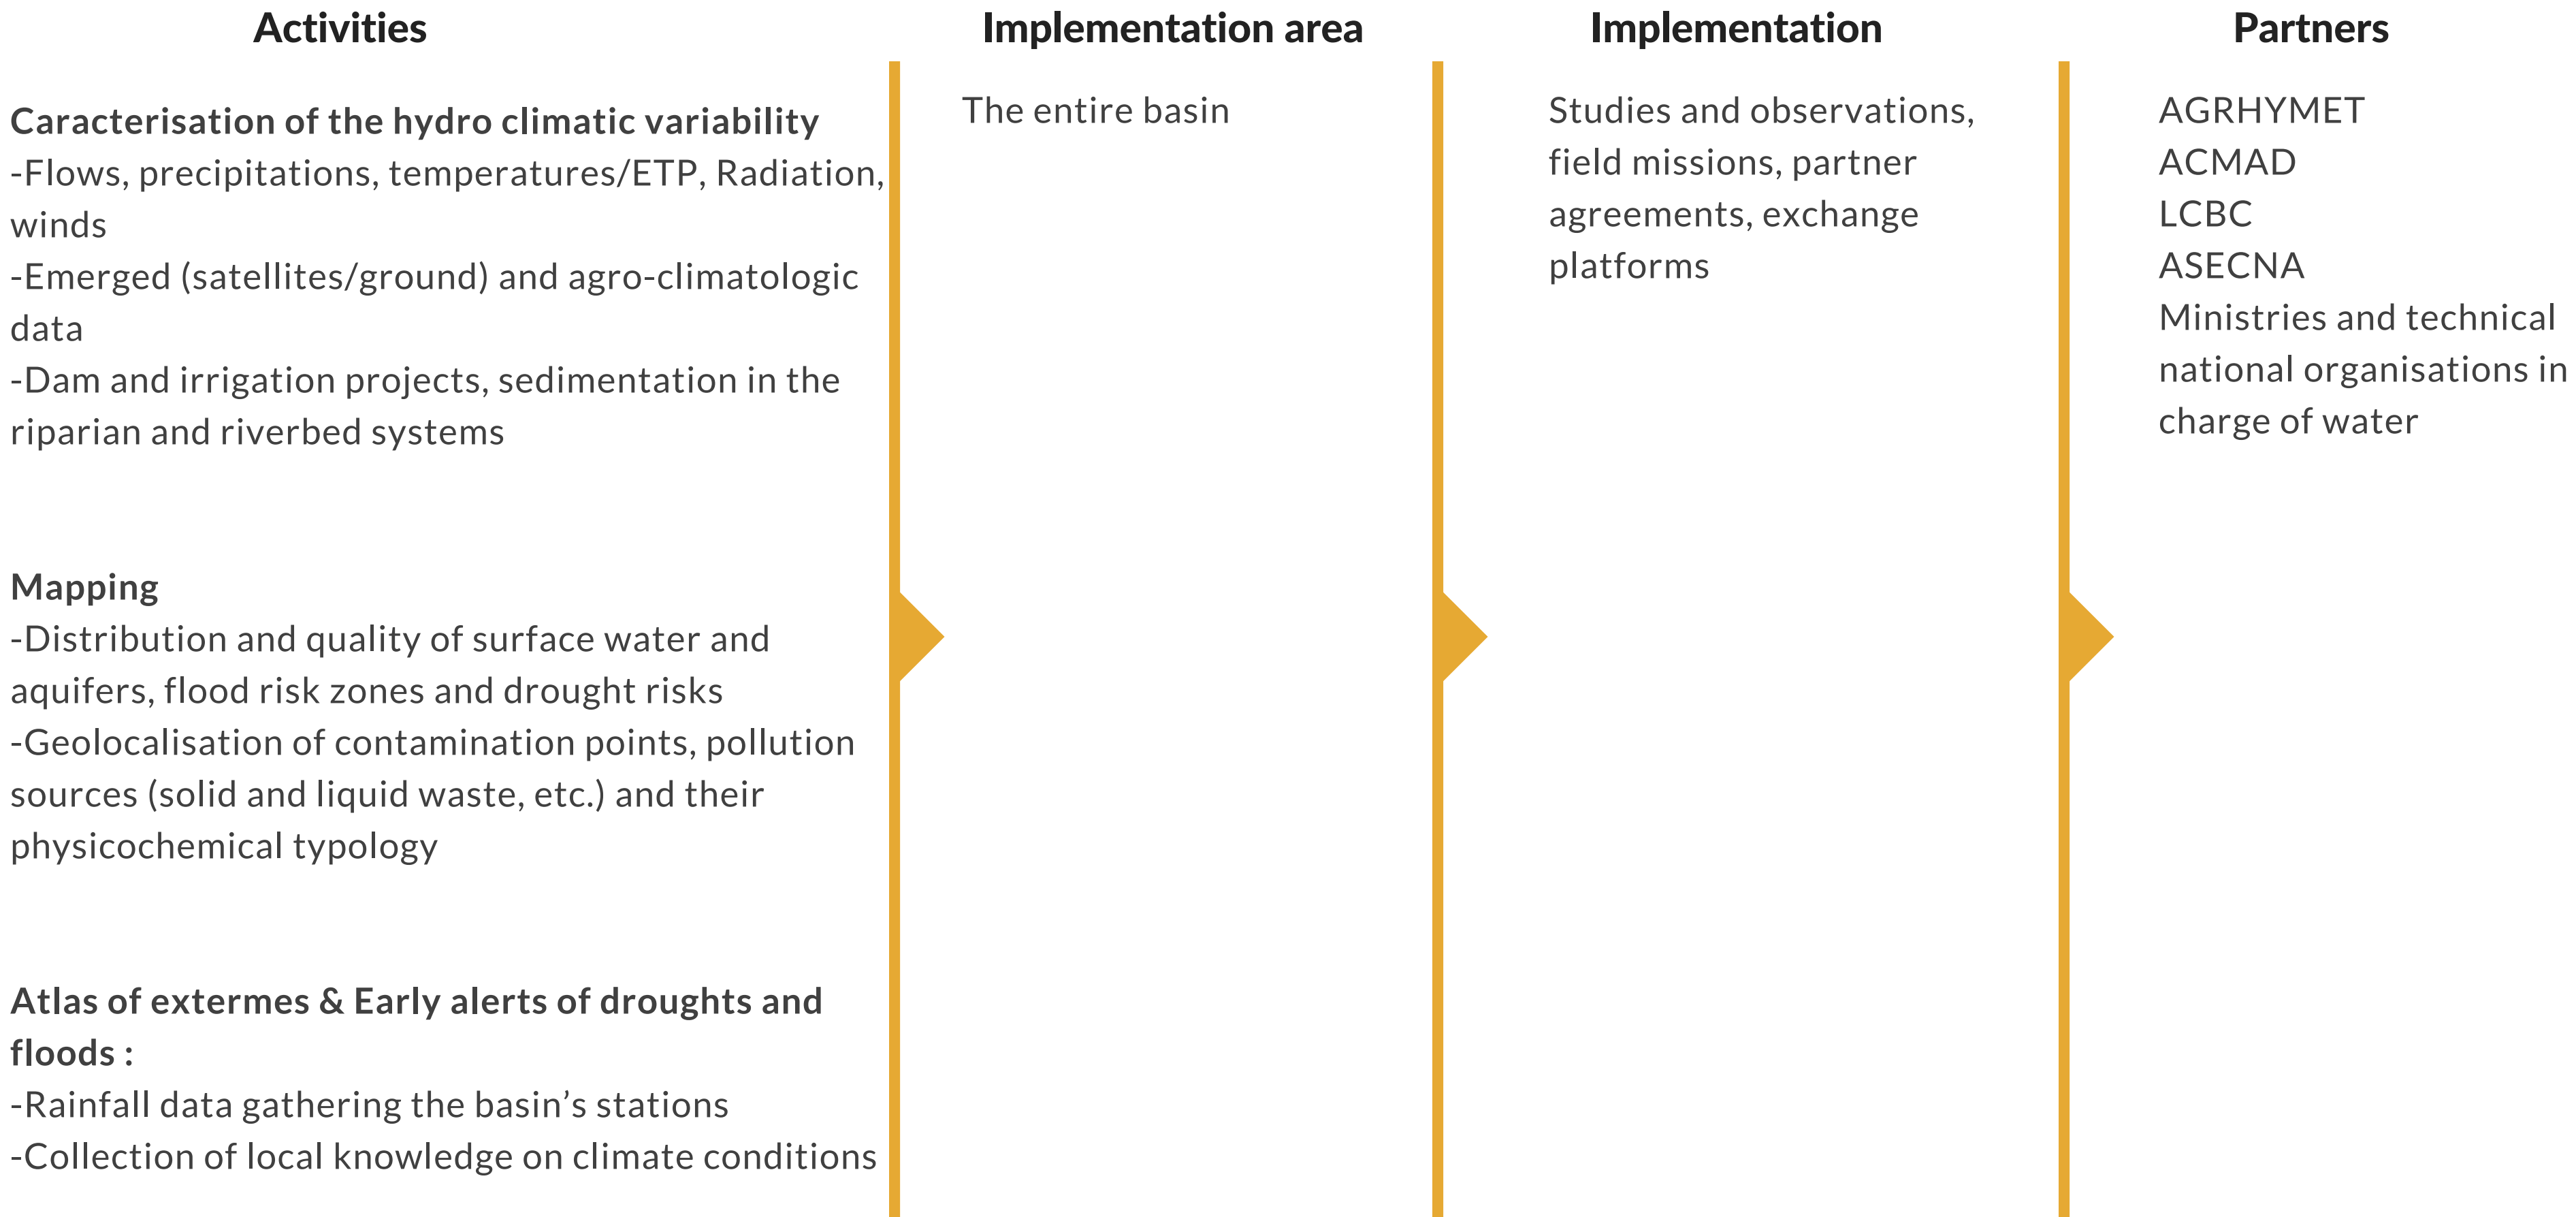 Activities
Caracterisation of the hydro climatic variability
-Flows, precipitations, temperatures/ETP, Radiation,
winds
-Emerged (satellites/ground) and agro-climatologic
data
-Dam and irrigation projects, sedimentation in the
riparian and riverbed systems
Mapping
-Distribution and quality of surface water and
aquifers, flood risk zones and drought risks
-Geolocalisation of contamination points, pollution
sources (solid and liquid waste, etc.) and their
physicochemical typology
Atlas of extermes & Early alerts of droughts and
floods :
-Rainfall data gathering the basin’s stations
-Collection of local knowledge on climate conditions
Implementation area
The entire basin
Implementation
Studies and observations,
field missions, partner
agreements, exchange
platforms
Partners
AGRHYMET
ACMAD
LCBC
ASECNA
Ministries and technical
national organisations in
charge of water